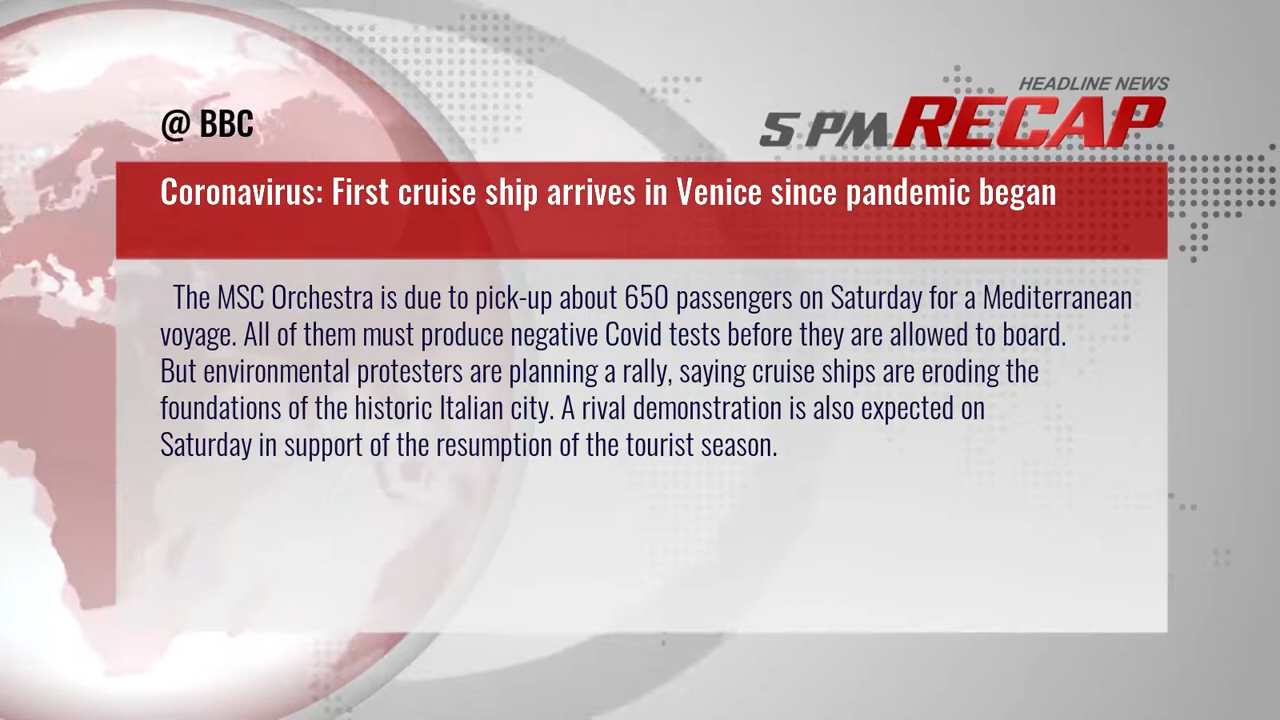 HEADLINE NEWS
@ BBC
5 PM RECAP
Coronavirus: First cruise ship arrives in Venice since pandemic began
The MSC Orchestra is due to pick-up about 650 passengers on Saturday for a Mediterranean
voyage. All of them must produce negative Covid tests before they are allowed to board.
But environmental protesters are planning a rally, saying cruise ships are eroding the
foundations of the historic Italian city. A rival demonstration is also expected on
Saturday in support of the resumption of the tourist season.